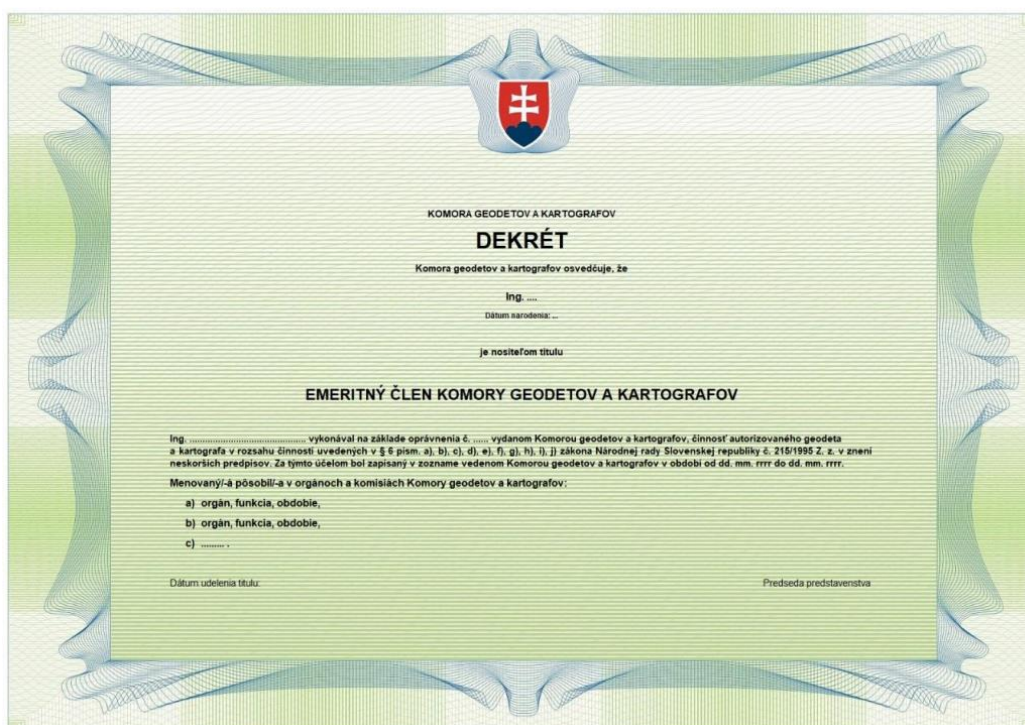 KOMORA GEODETOV A KARTOGRAFOV
DEKRÉT
Komora geodetov a kartografov osvedčuje, že
Ing. ....
Dátum narodenia: ...
je nositeľom titulu
EMERITNÝ ČLEN KOMORY GEODETOV A KARTOGRAFOV
Ing. .......................................... vykonával na základe oprávnenia č. ...... vydanom Komorou geodetov a kartografov, činnosť autorizovaného geodeta
a kartografa v rozsahu činností uvedených v § 6 písm. a), b), c), d), e), f), g), h), i), j) zákona Národnej rady Slovenskej republiky č. 215/1995 Z. z. v znení
neskorších predpisov. Za týmto účelom bol zapísaný v zozname vedenom Komorou geodetov a kartografov v období od dd. mm. rrrr do dd. mm. rrrr.
Menovaný/-á pôsobil/-a v orgánoch a komisiách Komory geodetov a kartografov:
a) orgán, funkcia, obdobie,
b) orgán, funkcia, obdobie,
c) ......... .
Dátum udelenia titulu:
Predseda predstavenstva